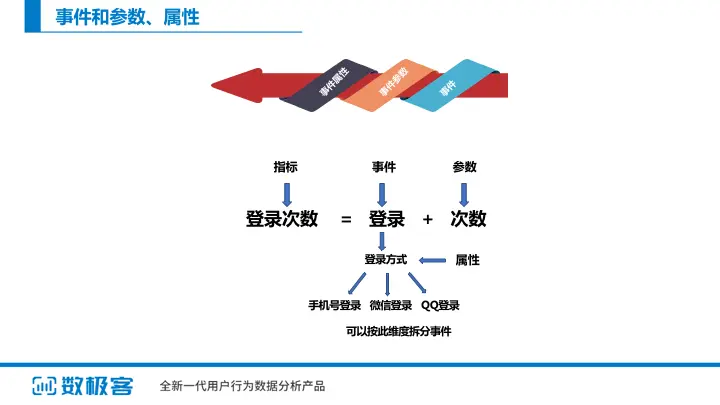 事件和参数、属性
事件属性
事件参数
事件
指标 事件 参数
登录次数 = 登录 + 次数
登录方式 属性
手机号登录 微信登录 QQ登录
可以按此维度拆分事件
数极客 全新一代用户行为数据分析产品